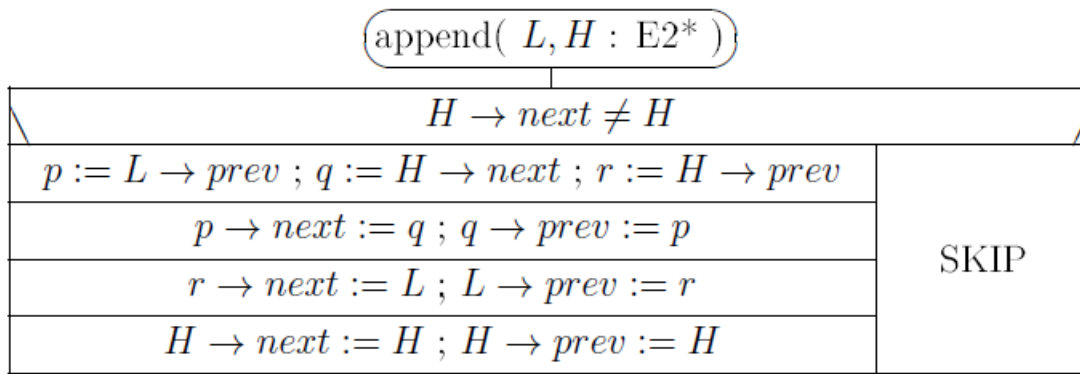 append( L, H : E2* )
H → next ≠ H
p := L → prev ; q := H → next ; r := H → prev
p → next := q ; q → prev := p
SKIP
r → next := L ; L → prev := r
H → next := H ; H → prev := H